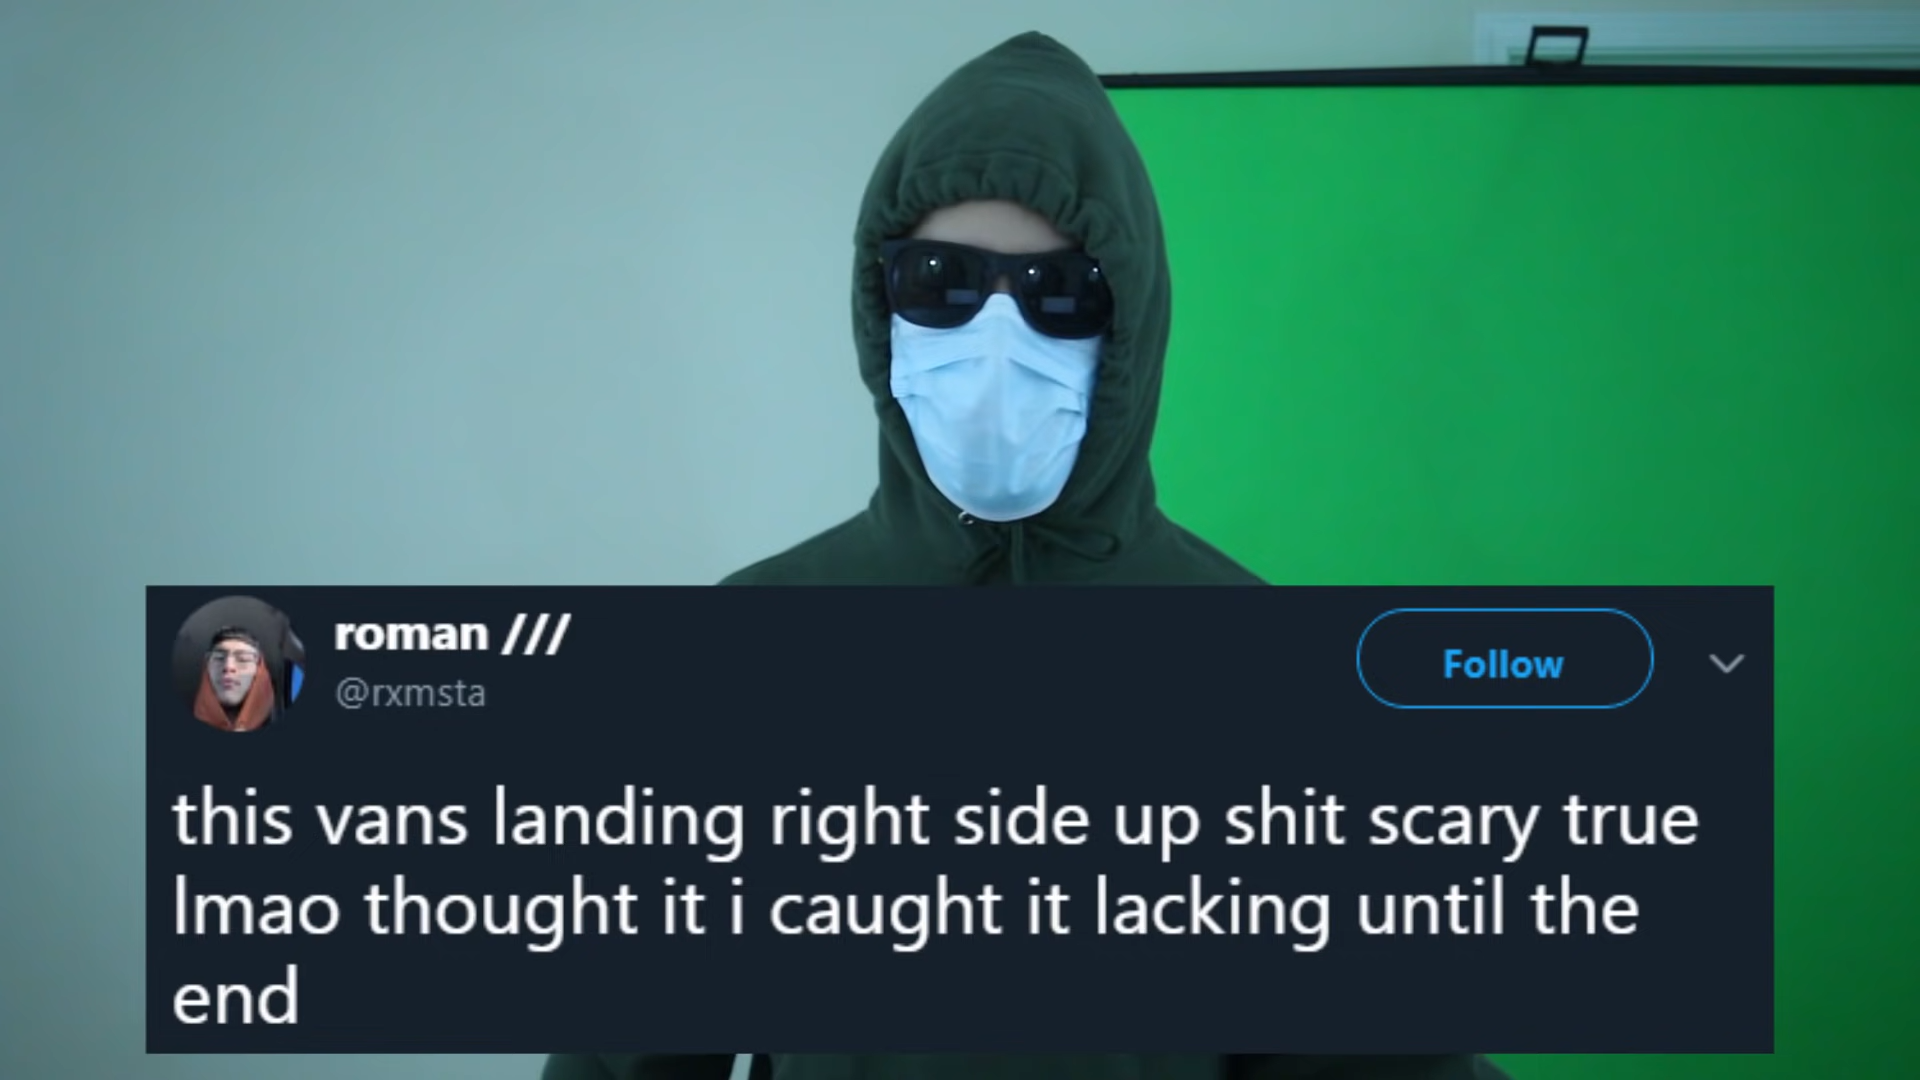 roman ///
@rxmsta
Follow
this vans landing right side up shit scary true
lmao thought it i caught it lacking until the
end